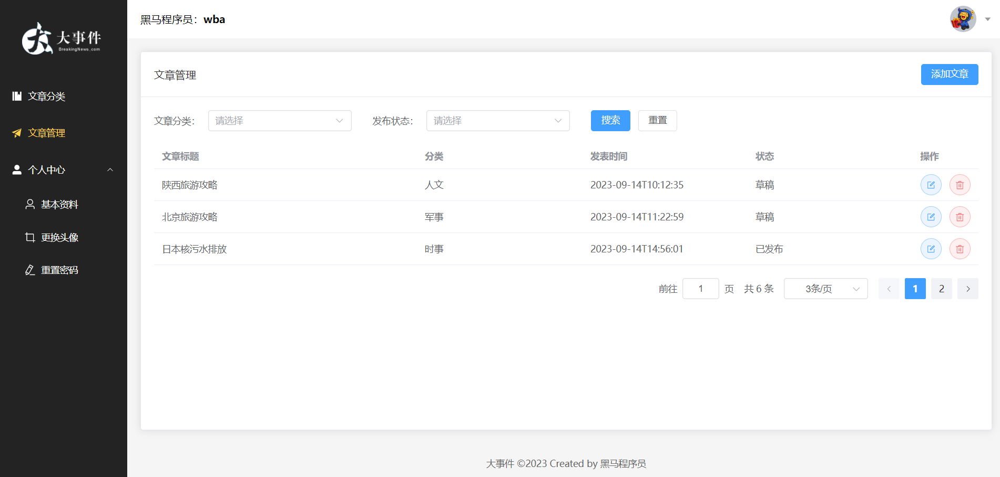 大事件
BreakingNews.com
文章分类
文章管理
个人中心
基本资料
更换头像
重置密码
黑马程序员：wba
文章管理
添加文章
文章分类： 请选择 发布状态： 请选择 搜索 重置
文章标题 分类 发表时间 状态 操作
陕西旅游攻略 人文 2023-09-14T10:12:35 草稿
北京旅游攻略 军事 2023-09-14T11:22:59 草稿
日本核污水排放 时事 2023-09-14T14:56:01 已发布
前往 1 页 共 6 条 3条/页 1 2
大事件 ©2023 Created by 黑马程序员